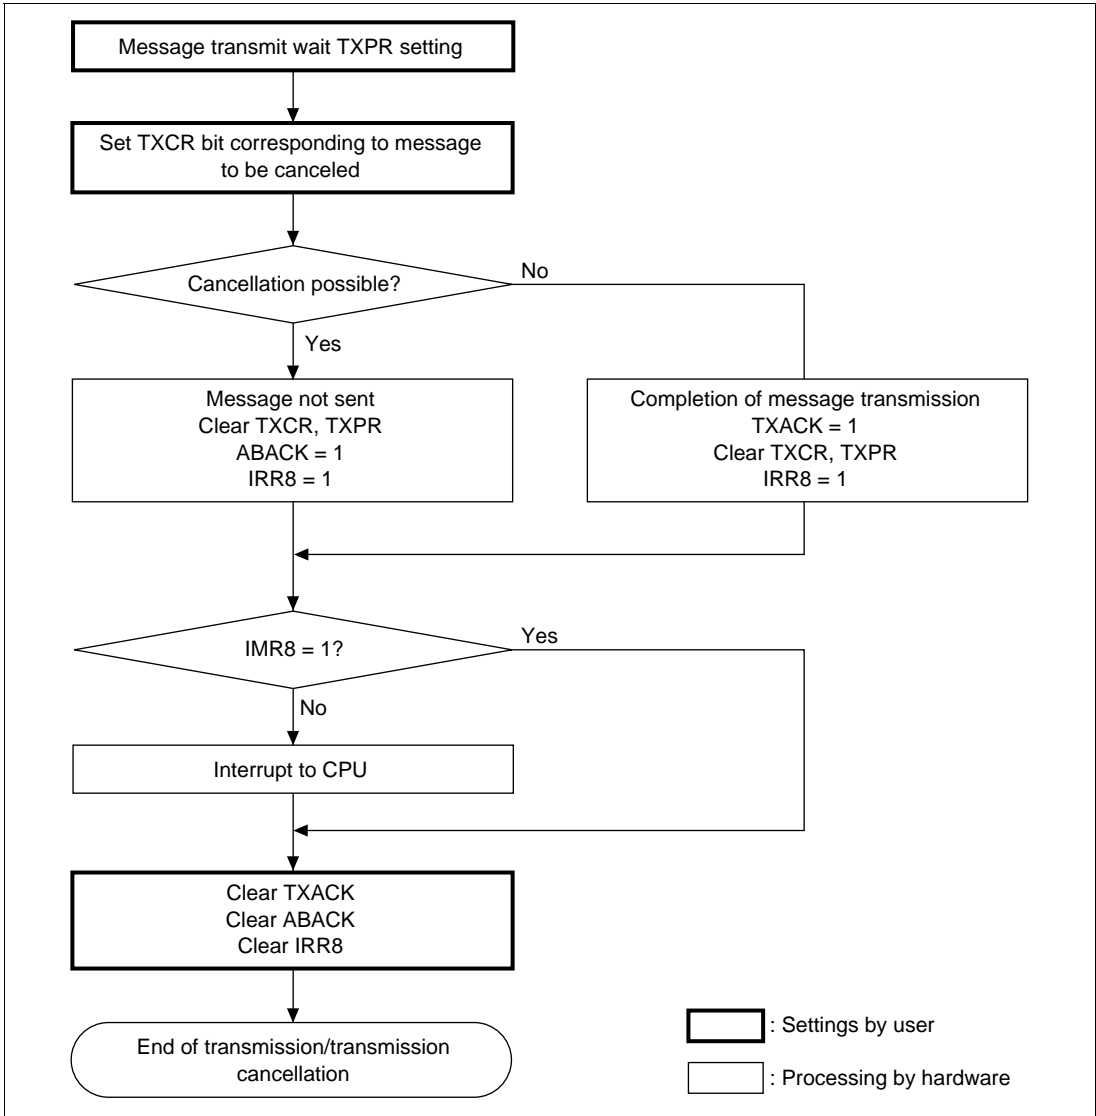 Message transmit wait TXPR setting
Set TXCR bit corresponding to message
to be canceled
Cancellation possible?
No
Yes
Message not sent
Clear TXCR, TXPR
ABACK = 1
IRR8 = 1
Completion of message transmission
TXACK = 1
Clear TXCR, TXPR
IRR8 = 1
IMR8 = 1?
Yes
No
Interrupt to CPU
Clear TXACK
Clear ABACK
Clear IRR8
End of transmission/transmission
cancellation
: Settings by user
: Processing by hardware